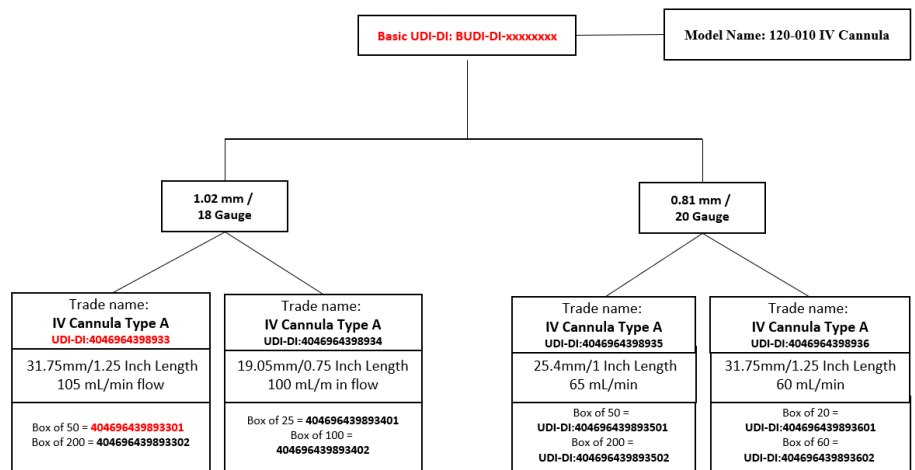 Basic UDI-DI: BUDI-DI-xxxxxxxx
Model Name: 120-010 IV Cannula
1.02 mm /
18 Gauge
0.81 mm /
20 Gauge
Trade name:
IV Cannula Type A
UDI-DI:4046964398933
31.75mm/1.25 Inch Length
105 mL/min flow
Box of 50 = 404696439893301
Box of 200 = 404696439893302
Trade name:
IV Cannula Type A
UDI-DI:4046964398934
19.05mm/0.75 Inch Length
100 mL/m in flow
Box of 25 = 404696439893401
Box of 100 =
404696439893402
Trade name:
IV Cannula Type A
UDI-DI:4046964398935
25.4mm/1 Inch Length
65 mL/min
Box of 50 =
UDI-DI:404696439893501
Box of 200 =
UDI-DI:404696439893502
Trade name:
IV Cannula Type A
UDI-DI:4046964398936
31.75mm/1.25 Inch Length
60 mL/min
Box of 20 =
UDI-DI:404696439893601
Box of 60 =
UDI-DI:404696439893602